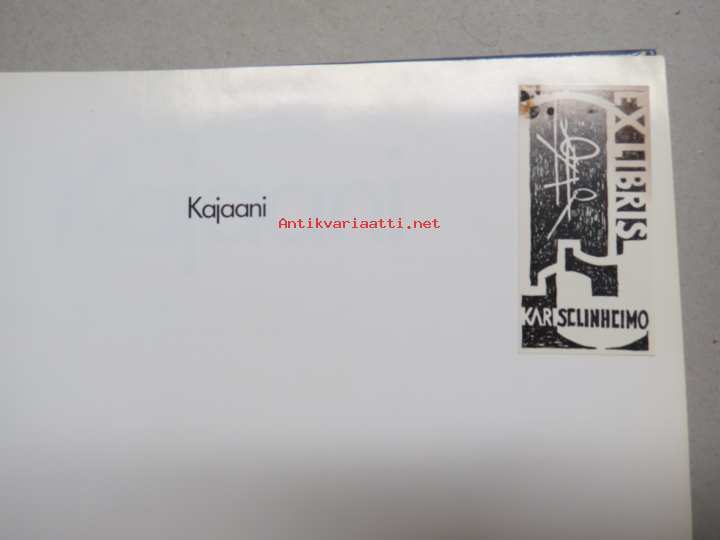 Kajaani
Antikvariaatti.net
EX LIBRIS
KARI SELINHEIMO